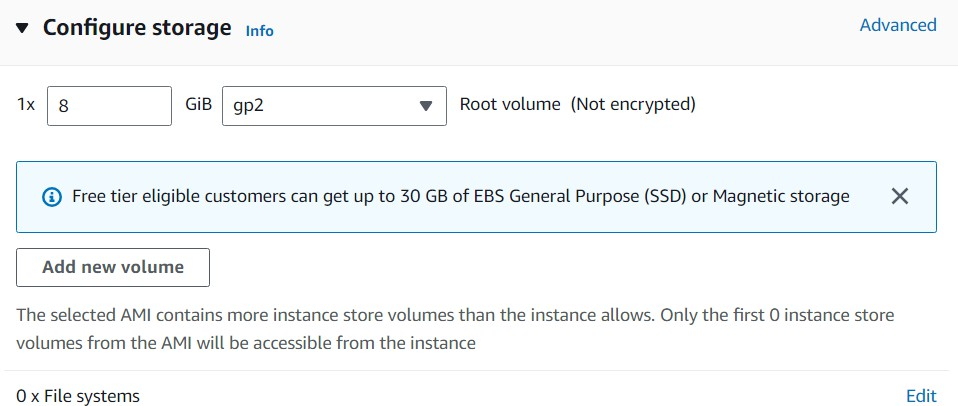 Configure storage Info Advanced
1x 8 GiB gp2 Root volume (Not encrypted)
Free tier eligible customers can get up to 30 GB of EBS General Purpose (SSD) or Magnetic storage
Add new volume
The selected AMI contains more instance store volumes than the instance allows. Only the first 0 instance store
volumes from the AMI will be accessible from the instance
0 x File systems Edit